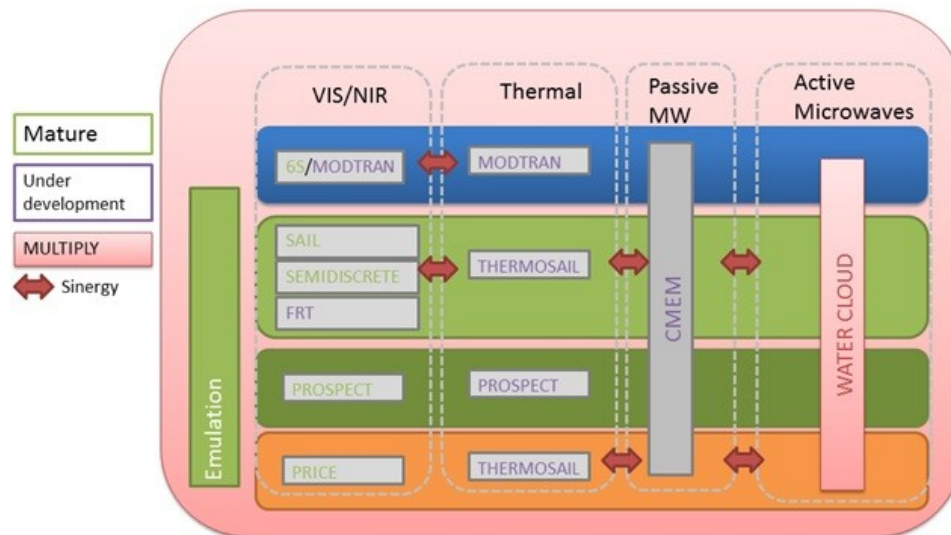 VIS/NIR
Thermal
Passive
MW
Active
Microwaves
Mature
Under
development
MULTIPLY
Sinergy
Emulation
6S/MODTRAN
MODTRAN
SAIL
SEMIDISCRETE
FRT
THERMOSAIL
PROSPECT
PROSPECT
PRICE
THERMOSAIL
CMEM
WATER CLOUD